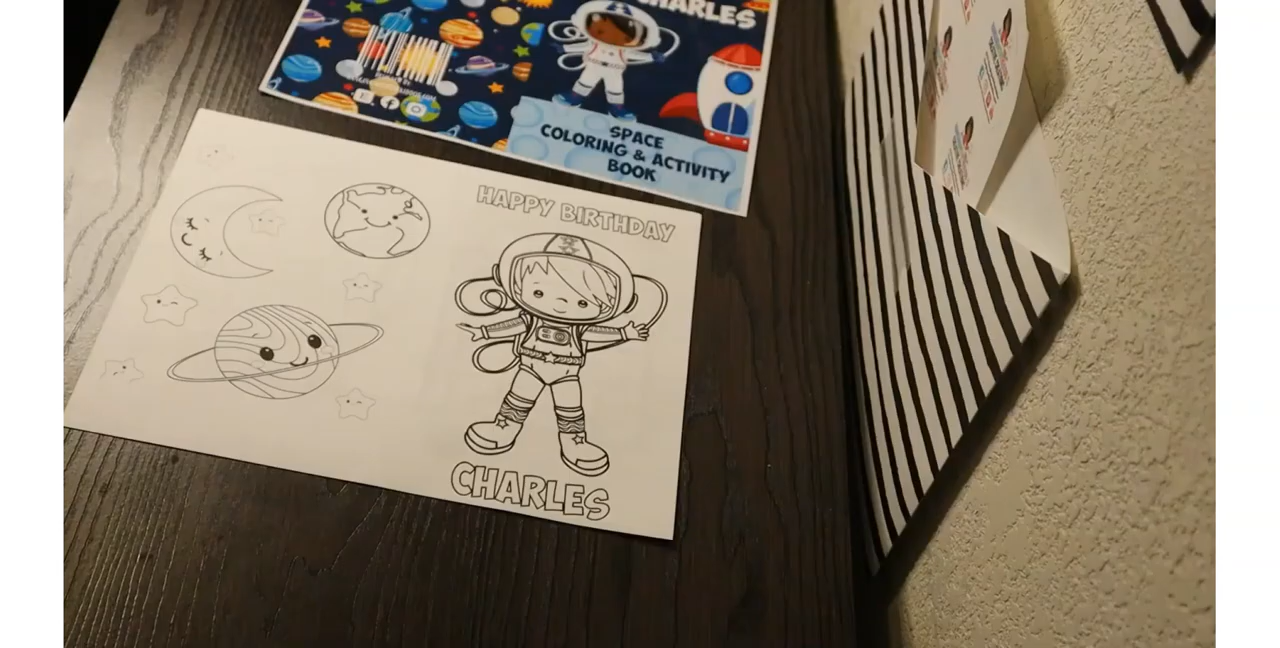 CHARLES
SPACE
COLORING & ACTIVITY
BOOK
HAPPY BIRTHDAY
CHARLES